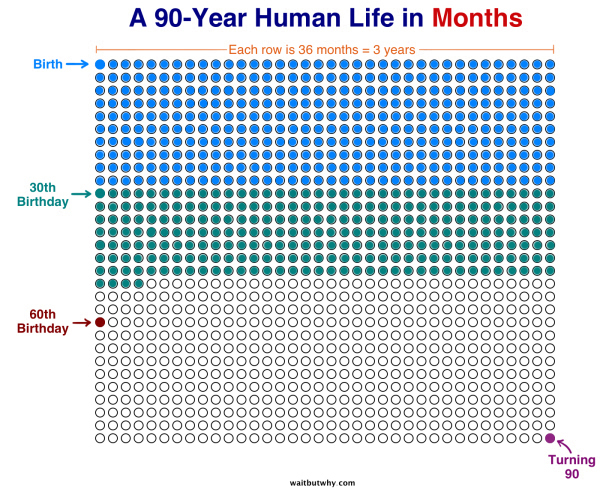 A 90-Year Human Life in Months
Each row is 36 months = 3 years
Birth
30th
Birthday
60th
Birthday
Turning
90
waitbutwhy.com